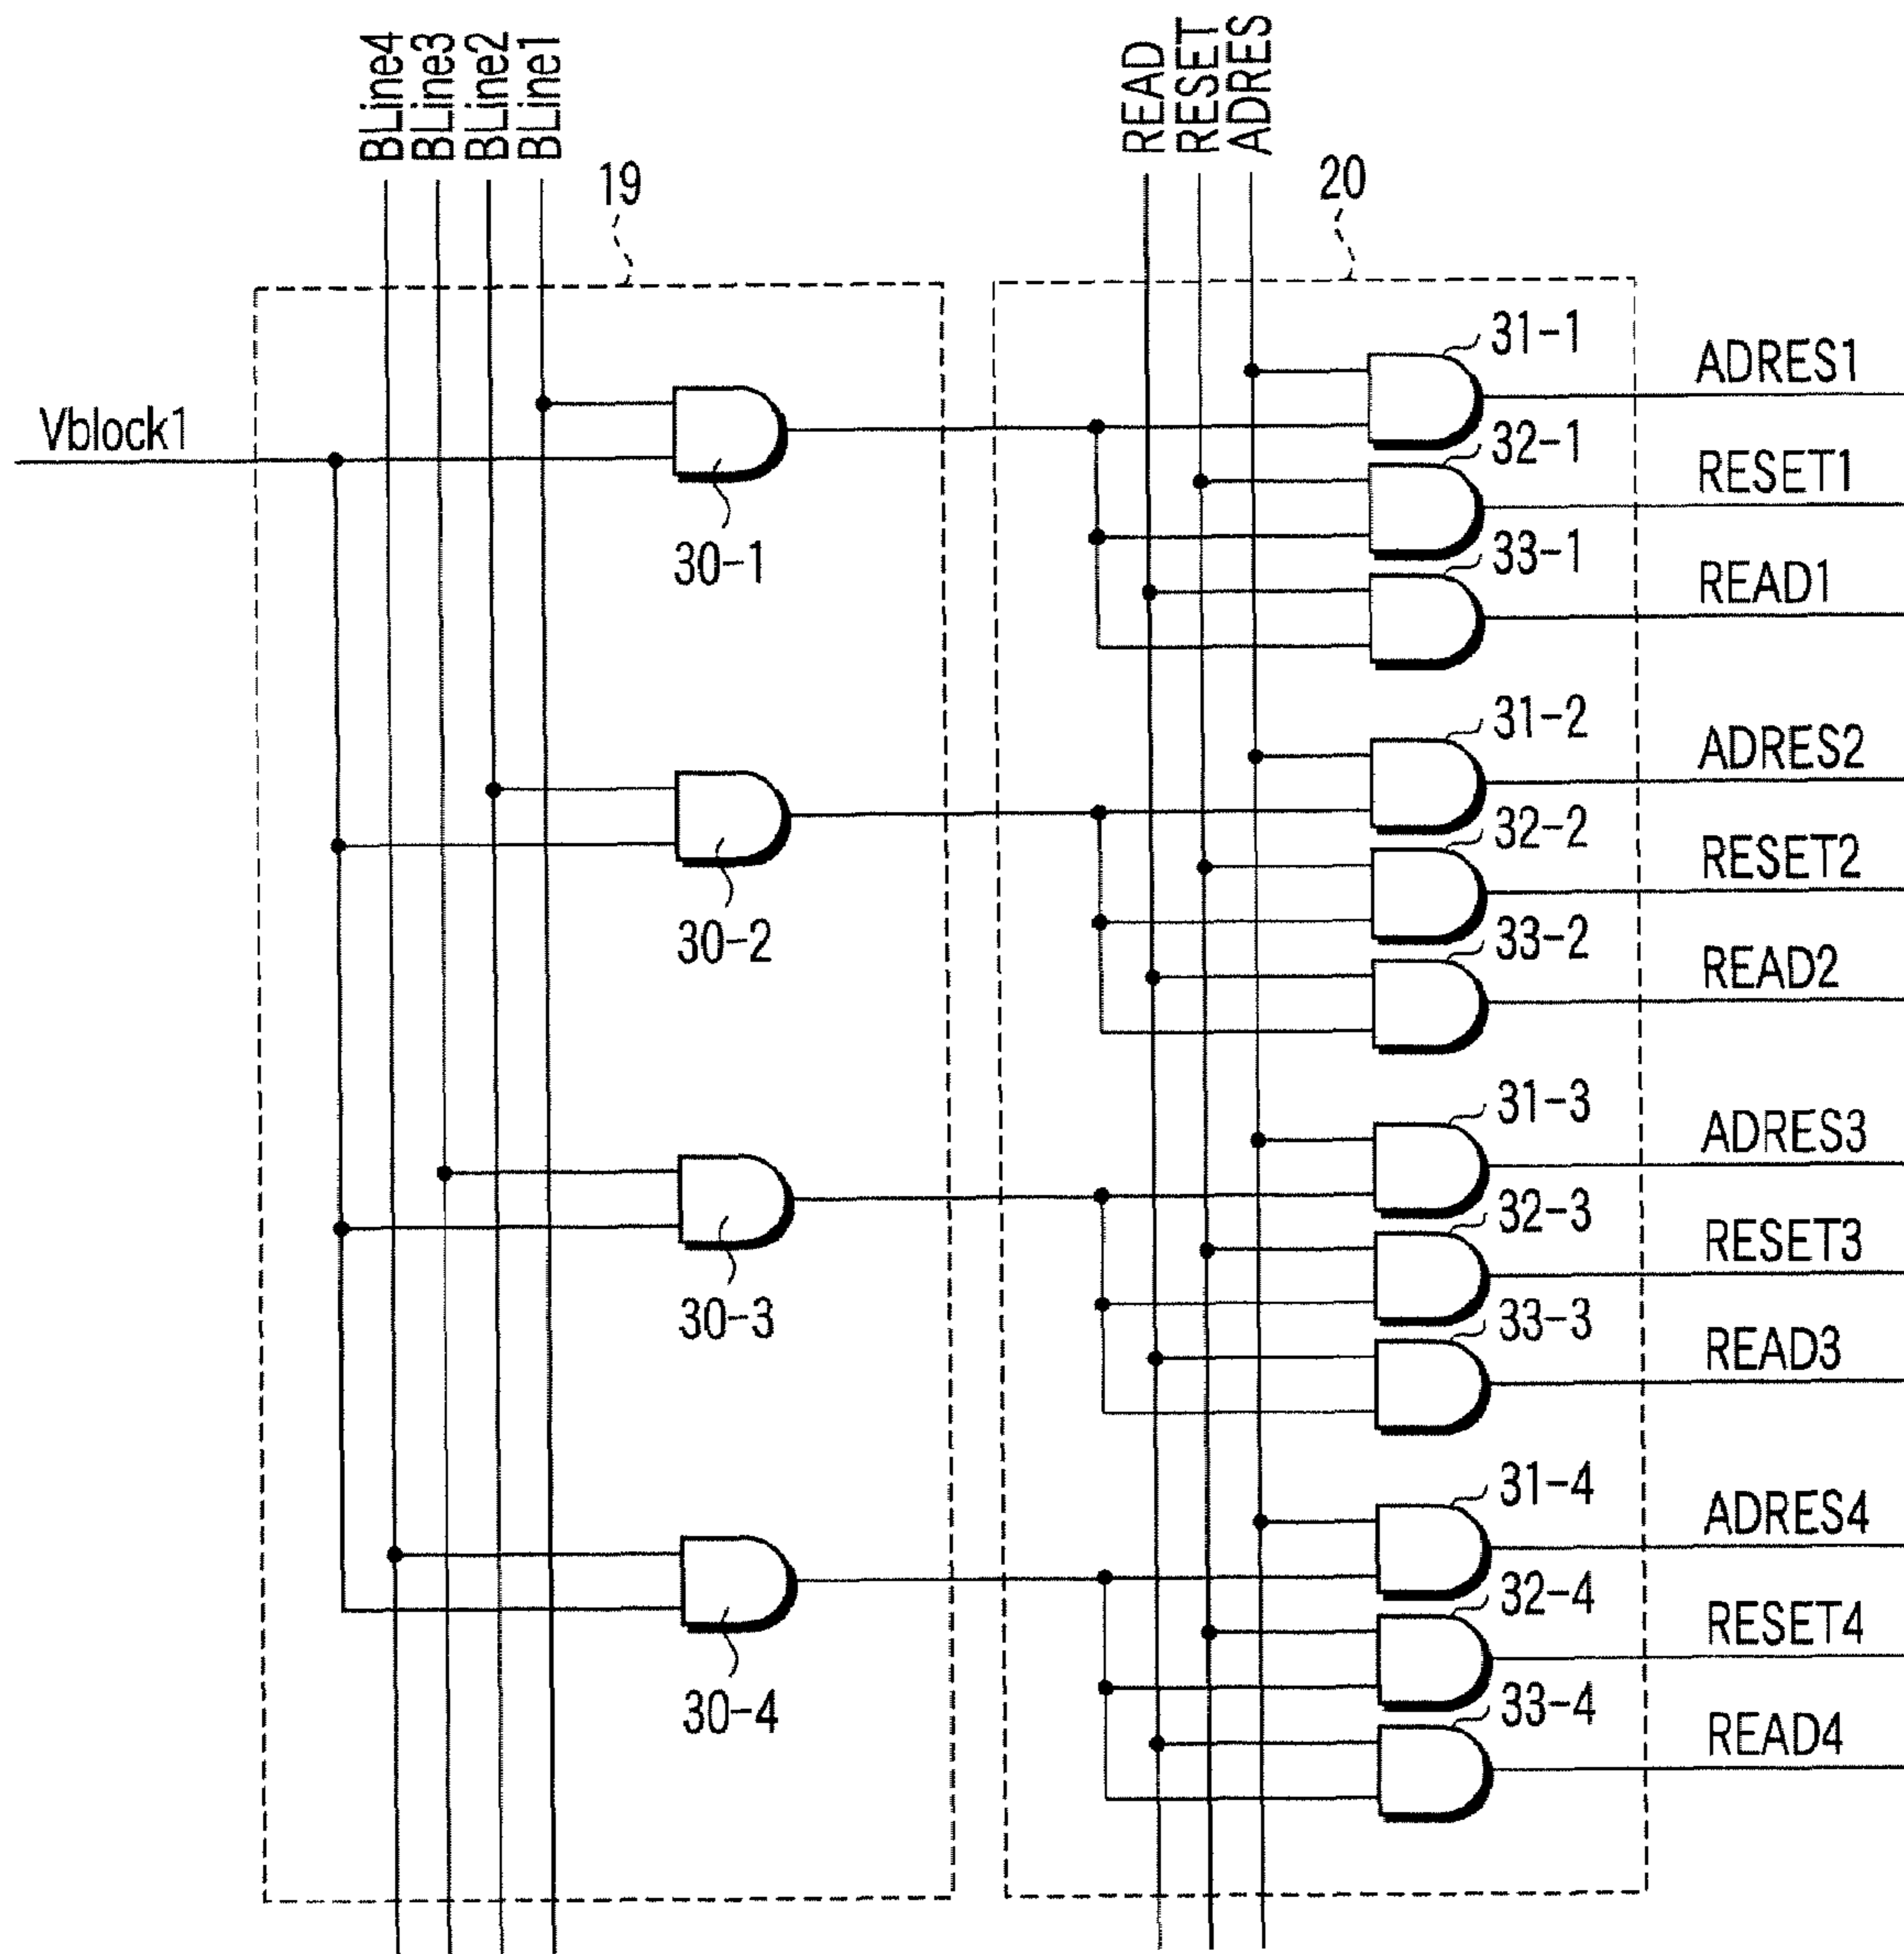 BLine4
BLine3
BLine2
BLine1
READ
RESET
ADRES
19
20
Vblock1
31-1
ADRES1
32-1
RESET1
30-1
33-1
READ1
31-2
ADRES2
32-2
RESET2
30-2
33-2
READ2
31-3
ADRES3
32-3
RESET3
30-3
33-3
READ3
31-4
ADRES4
32-4
RESET4
30-4
33-4
READ4